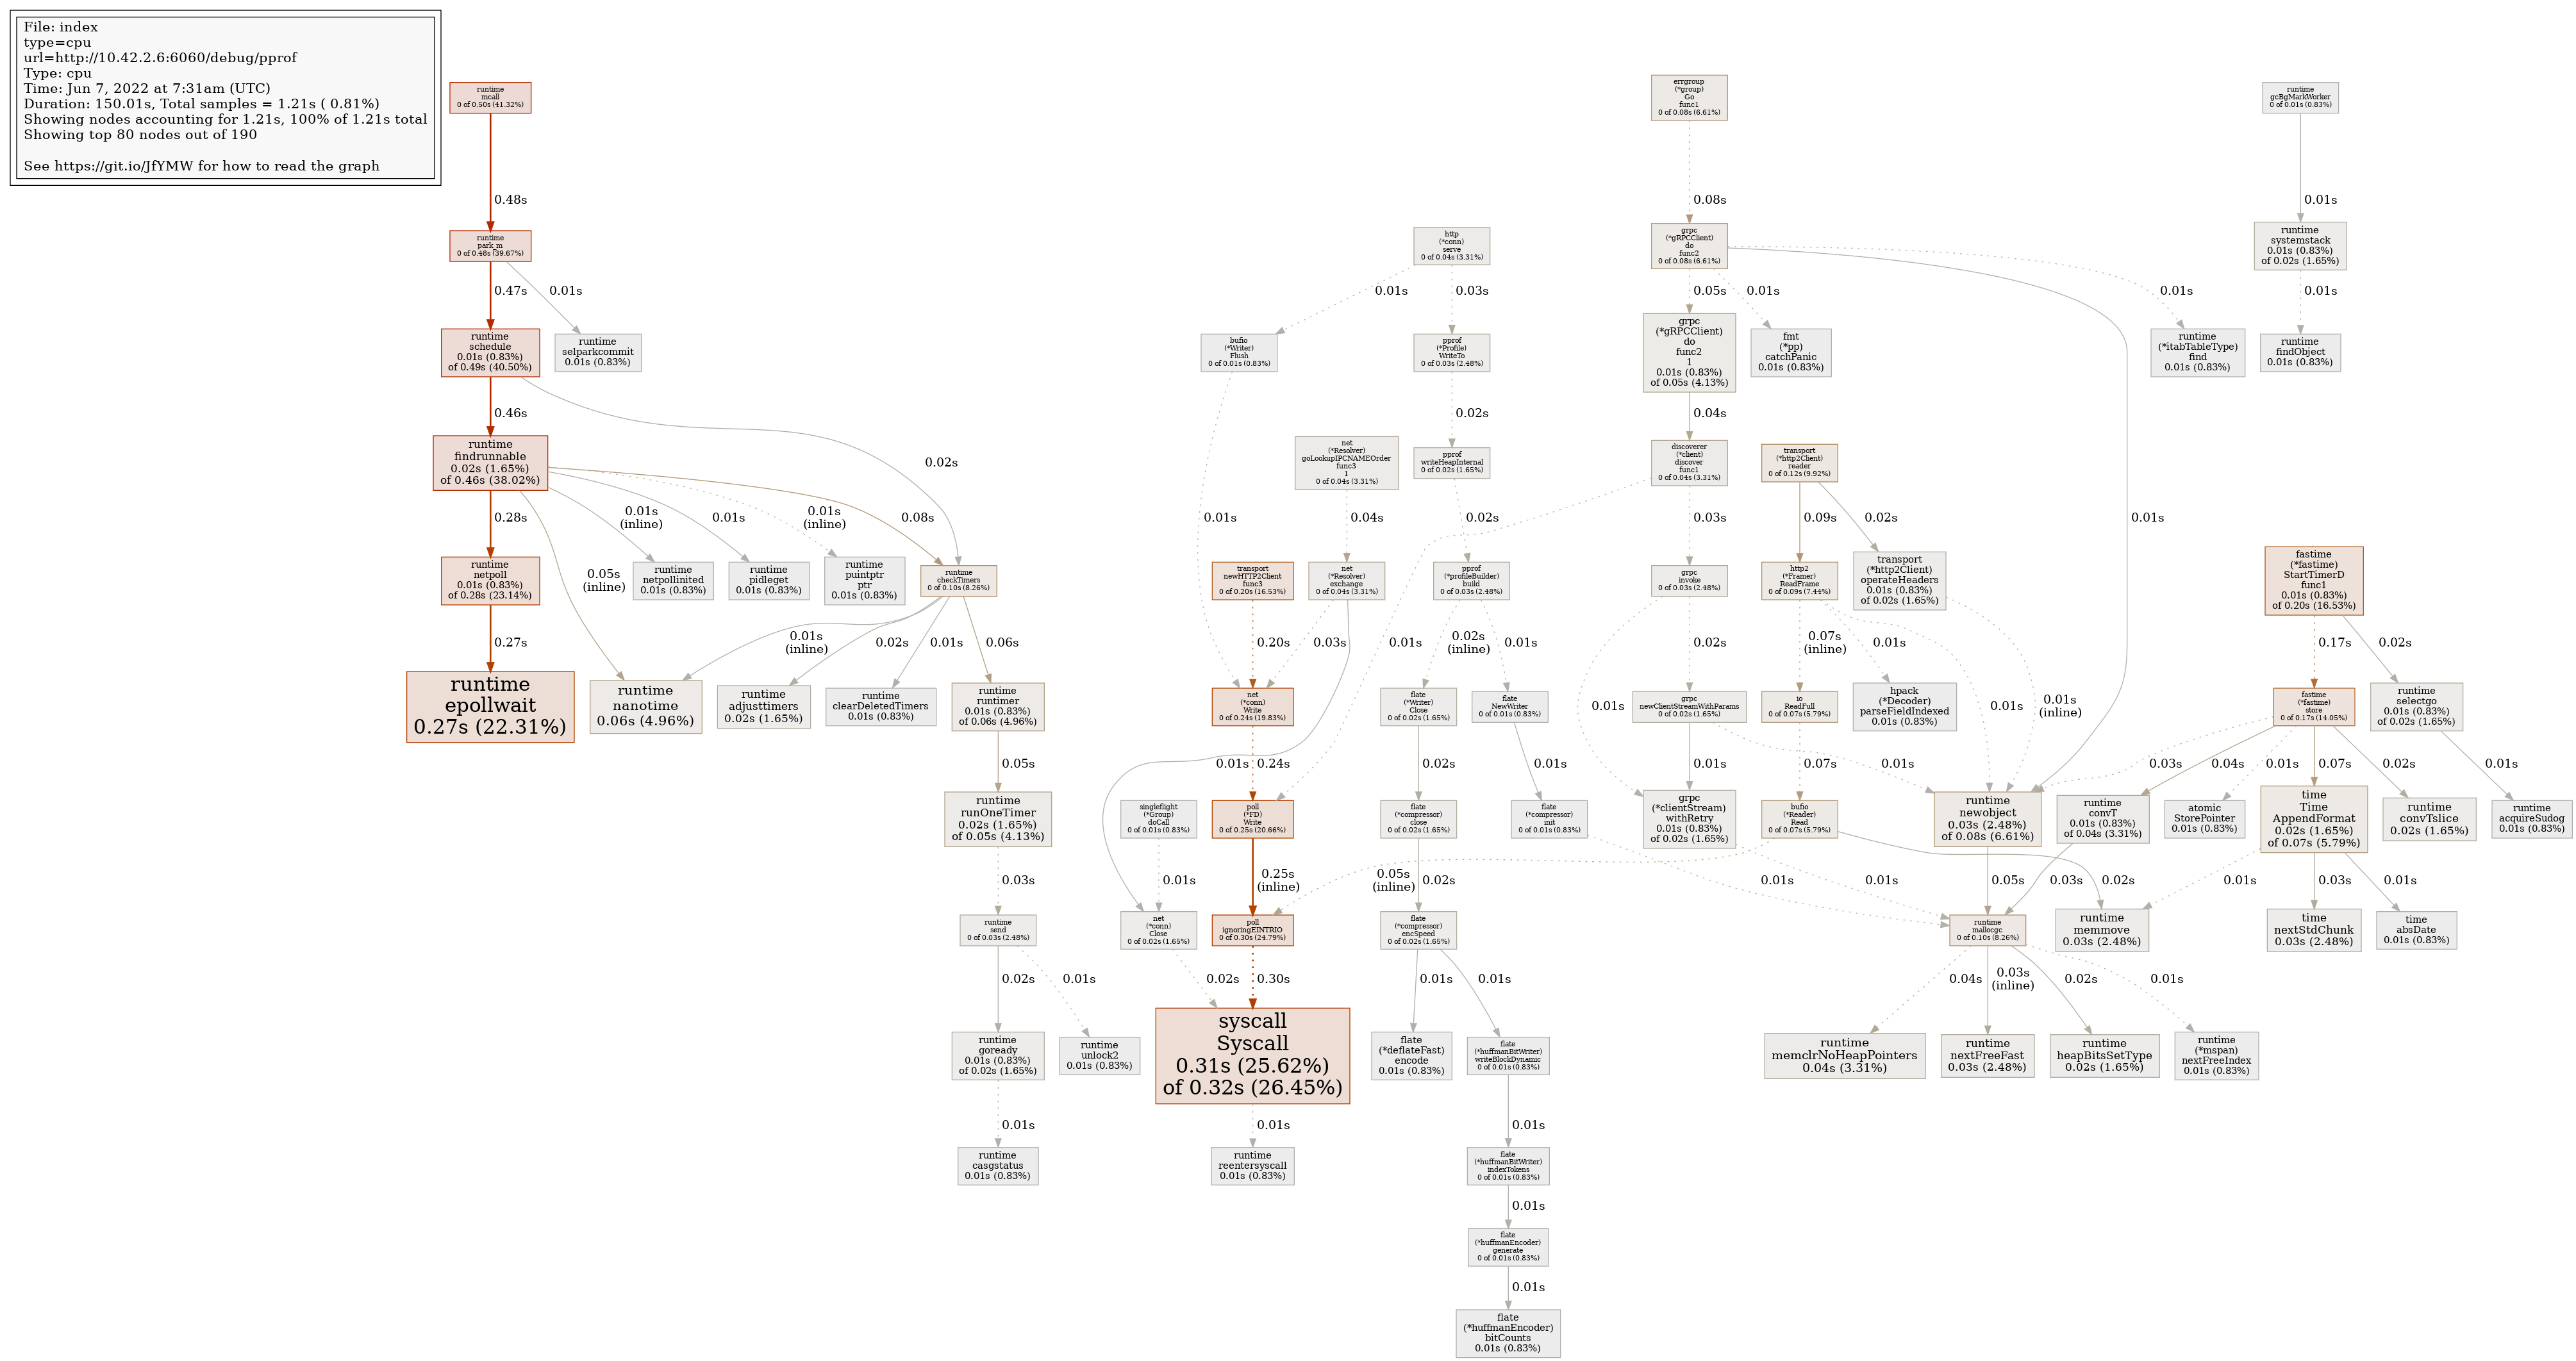 File: index
type=cpu
url=http://10.42.2.6:6060/debug/pprof
Type: cpu
Time: Jun 7, 2022 at 7:31am (UTC)
Duration: 150.01s, Total samples = 1.21s ( 0.81%)
Showing nodes accounting for 1.21s, 100% of 1.21s total
Showing top 80 nodes out of 190
See https://git.io/JfYMW for how to read the graph
runtime
mcall
0 of 0.50s (41.32%)
errgroup
(*group)
Go
func1
0 of 0.08s (6.61%)
runtime
gcBgMarkWorker
0 of 0.01s (0.83%)
0.48s
0.08s
0.01s
runtime
park_m
0 of 0.48s (39.67%)
http
(*conn)
serve
0 of 0.04s (3.31%)
grpc
(*gRPCClient)
do
func2
0 of 0.08s (6.61%)
runtime
systemstack
0.01s (0.83%)
of 0.02s (1.65%)
0.47s
0.01s
0.01s
0.03s
0.05s
0.01s
0.01s
0.01s
runtime
schedule
0.01s (0.83%)
of 0.49s (40.50%)
runtime
selparkcommit
0.01s (0.83%)
bufio
(*Writer)
Flush
0 of 0.01s (0.83%)
pprof
(*Profile)
WriteTo
0 of 0.03s (2.48%)
grpc
(*gRPCClient)
do
func2
1
0.01s (0.83%)
of 0.05s (4.13%)
fmt
(*pp)
catchPanic
0.01s (0.83%)
runtime
(*itabTableType)
find
0.01s (0.83%)
runtime
findObject
0.01s (0.83%)
0.46s
0.02s
0.02s
0.04s
runtime
findrunnable
0.02s (1.65%)
of 0.46s (38.02%)
net
(*Resolver)
goLookupIPCNAMEOrder
func3
1
0 of 0.04s (3.31%)
pprof
writeHeapInternal
0 of 0.02s (1.65%)
discoverer
(*client)
discover
func1
0 of 0.04s (3.31%)
transport
(*http2Client)
reader
0 of 0.12s (9.92%)
0.28s
0.05s
(inline)
0.01s
(inline)
0.01s
0.01s
(inline)
0.08s
0.01s
0.04s
0.02s
0.03s
0.09s
0.02s
0.01s
runtime
netpoll
0.01s (0.83%)
of 0.28s (23.14%)
runtime
netpollinited
0.01s (0.83%)
runtime
pidleget
0.01s (0.83%)
runtime
puintptr
ptr
0.01s (0.83%)
runtime
checkTimers
0 of 0.10s (8.26%)
transport
newHTTP2Client
func3
0 of 0.20s (16.53%)
net
(*Resolver)
exchange
0 of 0.04s (3.31%)
pprof
(*profileBuilder)
build
0 of 0.03s (2.48%)
grpc
invoke
0 of 0.03s (2.48%)
http2
(*Framer)
ReadFrame
0 of 0.09s (7.44%)
transport
(*http2Client)
operateHeaders
0.01s (0.83%)
of 0.02s (1.65%)
fastime
(*fastime)
StartTimerD
func1
0.01s (0.83%)
of 0.20s (16.53%)
0.27s
0.01s
(inline)
0.02s
0.01s
0.06s
0.20s
0.03s
0.01s
0.02s
(inline)
0.01s
0.01s
0.02s
0.07s
(inline)
0.01s
0.01s
0.01s
(inline)
0.17s
0.02s
runtime
epollwait
0.27s (22.31%)
runtime
nanotime
0.06s (4.96%)
runtime
adjusttimers
0.02s (1.65%)
runtime
clearDeletedTimers
0.01s (0.83%)
runtime
runtimer
0.01s (0.83%)
of 0.06s (4.96%)
net
(*conn)
Write
0 of 0.24s (19.83%)
flate
(*Writer)
Close
0 of 0.02s (1.65%)
flate
NewWriter
0 of 0.01s (0.83%)
grpc
newClientStreamWithParams
0 of 0.02s (1.65%)
io
ReadFull
0 of 0.07s (5.79%)
hpack
(*Decoder)
parseFieldIndexed
0.01s (0.83%)
fastime
(*fastime)
store
0 of 0.17s (14.05%)
runtime
selectgo
0.01s (0.83%)
of 0.02s (1.65%)
0.05s
0.01s
0.24s
0.02s
0.01s
0.01s
0.01s
0.07s
0.03s
0.04s
0.01s
0.07s
0.02s
0.01s
runtime
runOneTimer
0.02s (1.65%)
of 0.05s (4.13%)
singleflight
(*Group)
doCall
0 of 0.01s (0.83%)
poll
(*FD)
Write
0 of 0.25s (20.66%)
flate
(*compressor)
close
0 of 0.02s (1.65%)
flate
(*compressor)
init
0 of 0.01s (0.83%)
grpc
(*clientStream)
withRetry
0.01s (0.83%)
of 0.02s (1.65%)
bufio
(*Reader)
Read
0 of 0.07s (5.79%)
runtime
newobject
0.03s (2.48%)
of 0.08s (6.61%)
runtime
convT
0.01s (0.83%)
of 0.04s (3.31%)
atomic
StorePointer
0.01s (0.83%)
time
Time
AppendFormat
0.02s (1.65%)
of 0.07s (5.79%)
runtime
convTslice
0.02s (1.65%)
runtime
acquireSudog
0.01s (0.83%)
0.03s
0.01s
0.25s
(inline)
0.05s
(inline)
0.02s
0.01s
0.01s
0.05s
0.03s
0.02s
0.01s
0.03s
0.01s
runtime
send
0 of 0.03s (2.48%)
net
(*conn)
Close
0 of 0.02s (1.65%)
poll
ignoringEINTRIO
0 of 0.30s (24.79%)
flate
(*compressor)
encSpeed
0 of 0.02s (1.65%)
runtime
mallocgc
0 of 0.10s (8.26%)
runtime
memmove
0.03s (2.48%)
time
nextStdChunk
0.03s (2.48%)
time
absDate
0.01s (0.83%)
0.02s
0.01s
0.02s
0.30s
0.01s
0.01s
0.04s
0.03s
(inline)
0.02s
0.01s
runtime
goready
0.01s (0.83%)
of 0.02s (1.65%)
runtime
unlock2
0.01s (0.83%)
syscall
Syscall
0.31s (25.62%)
of 0.32s (26.45%)
flate
(*deflateFast)
encode
0.01s (0.83%)
flate
(*huffmanBitWriter)
writeBlockDynamic
0 of 0.01s (0.83%)
runtime
memclrNoHeapPointers
0.04s (3.31%)
runtime
nextFreeFast
0.03s (2.48%)
runtime
heapBitsSetType
0.02s (1.65%)
runtime
(*mspan)
nextFreeIndex
0.01s (0.83%)
0.01s
0.01s
0.01s
runtime
casgstatus
0.01s (0.83%)
runtime
reentersyscall
0.01s (0.83%)
flate
(*huffmanBitWriter)
indexTokens
0 of 0.01s (0.83%)
0.01s
flate
(*huffmanEncoder)
generate
0 of 0.01s (0.83%)
0.01s
flate
(*huffmanEncoder)
bitCounts
0.01s (0.83%)